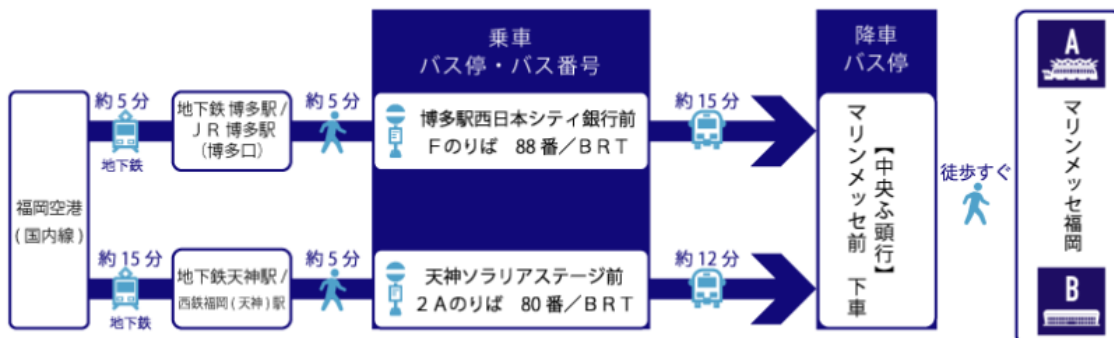 福岡空港
(国内線)
約5分
地下鉄
地下鉄 博多駅 /
JR 博多駅
(博多口)
約5分
乗車
バス停・バス番号
博多駅西日本シティ銀行前
Fのりば 88番／BRT
約15分
約15分
地下鉄
地下鉄天神駅 /
西鉄福岡(天神)駅
約5分
天神ソラリアステージ前
2Aのりば 80番／BRT
約12分
降車
バス停
【中央ふ頭行】
マリンメッセ前 下車
徒歩すぐ
A
マリンメッセ福岡
B